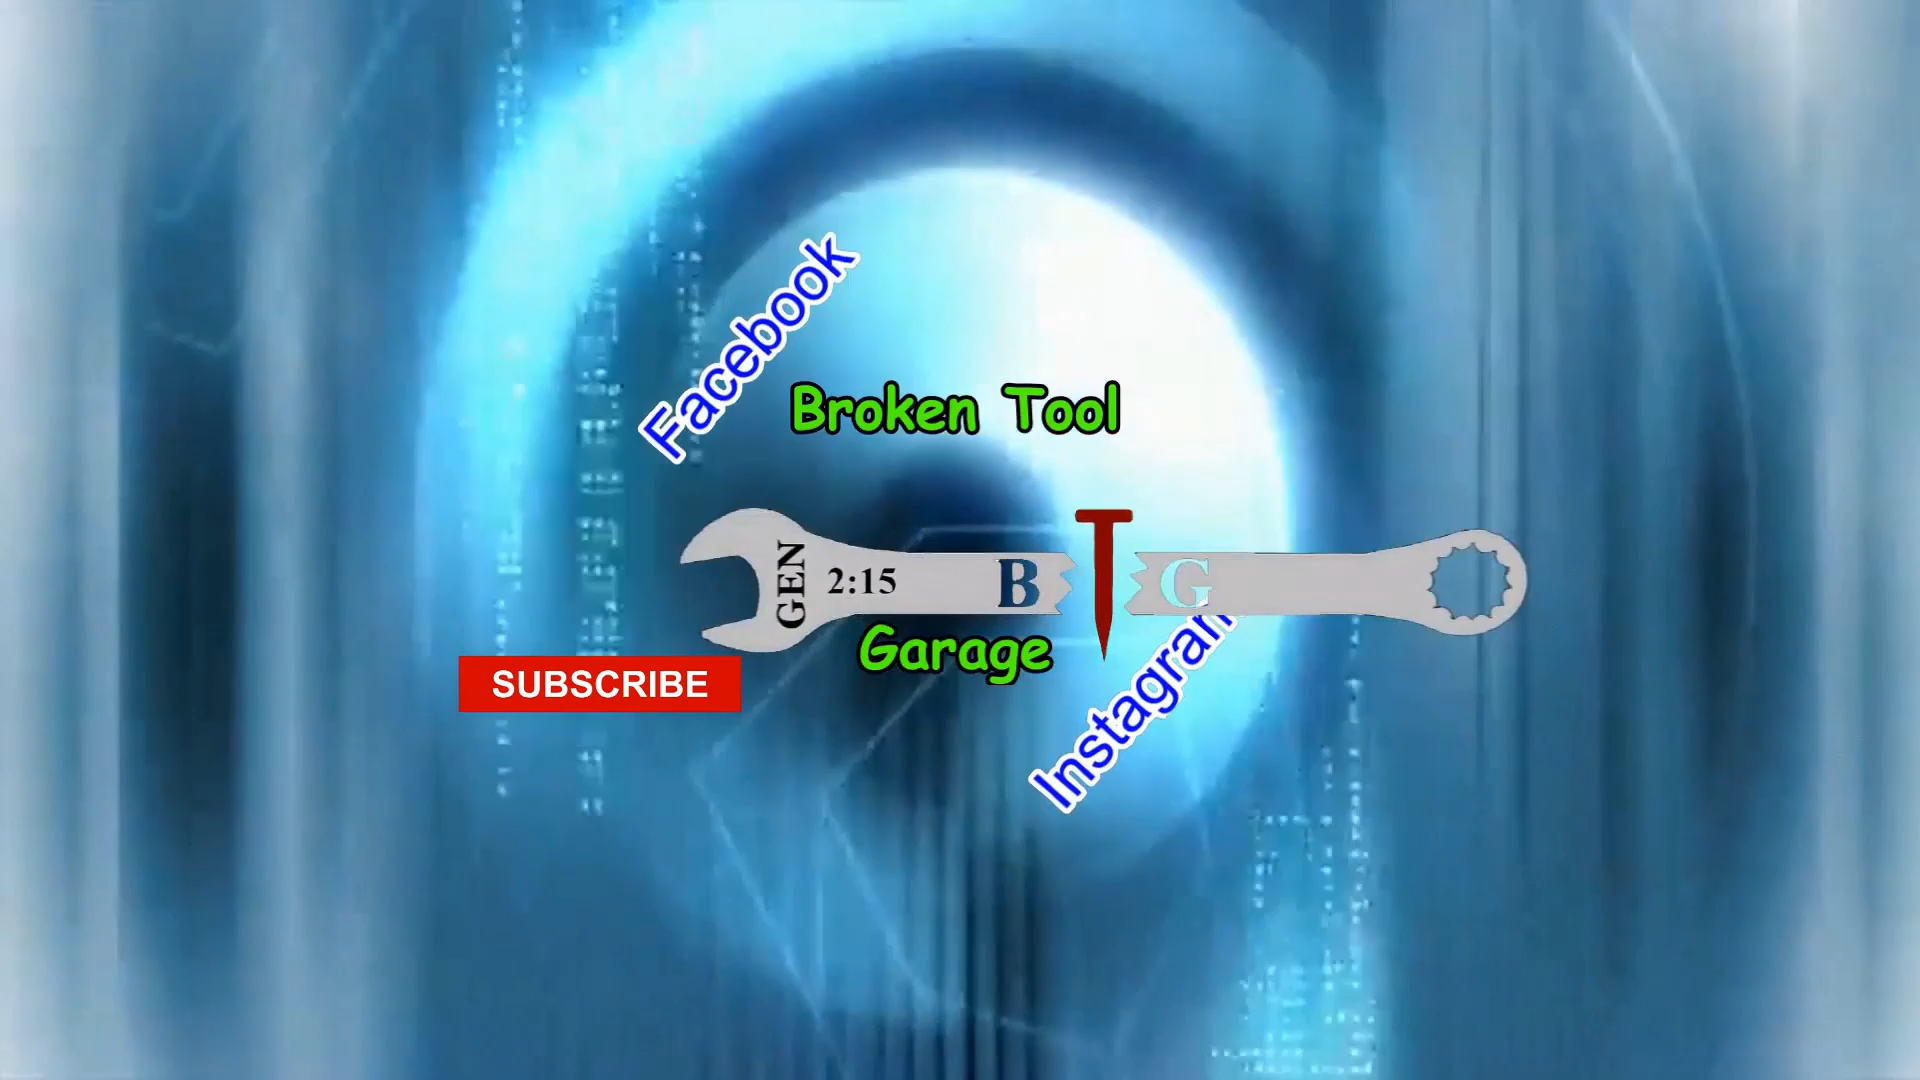 Facebook
Broken Tool
GEN
2:15
B T G
Garage
SUBSCRIBE
Instagram